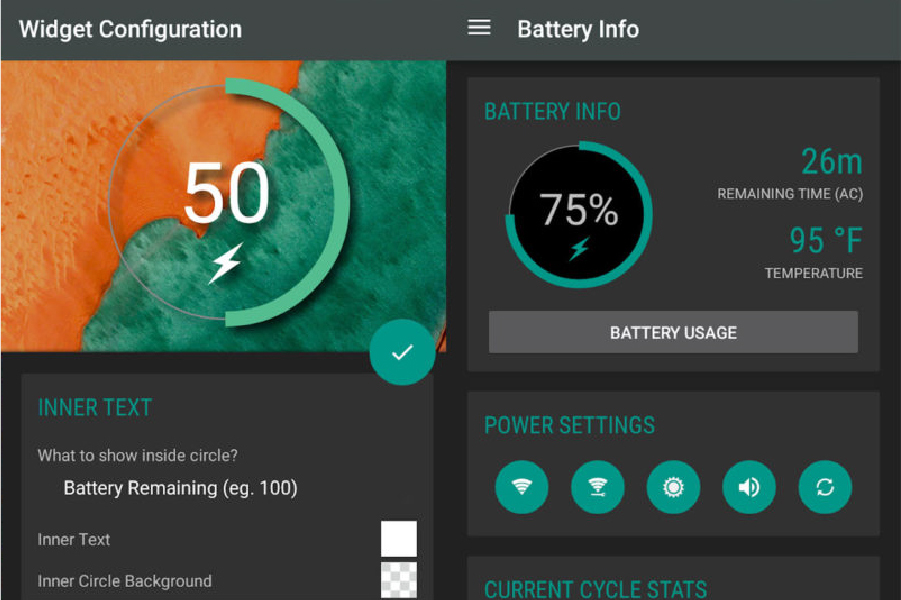 Widget Configuration
50
INNER TEXT
What to show inside circle?
Battery Remaining (eg. 100)
Inner Text
Inner Circle Background
Battery Info
BATTERY INFO
75%
26m
REMAINING TIME (AC)
95 °F
TEMPERATURE
BATTERY USAGE
POWER SETTINGS
CURRENT CYCLE STATS